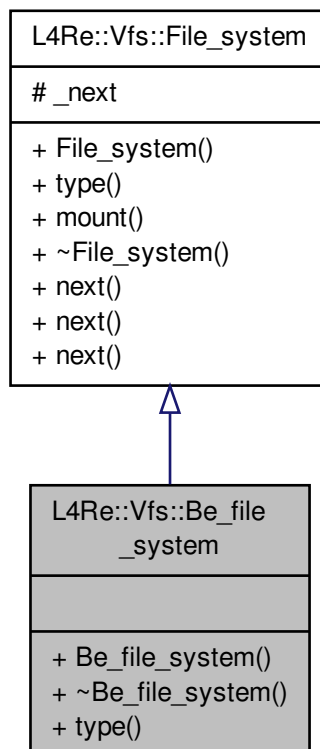 L4Re::Vfs::File_system
# _next
+ File_system()
+ type()
+ mount()
+ ~File_system()
+ next()
+ next()
+ next()
L4Re::Vfs::Be_file
_system
+ Be_file_system()
+ ~Be_file_system()
+ type()